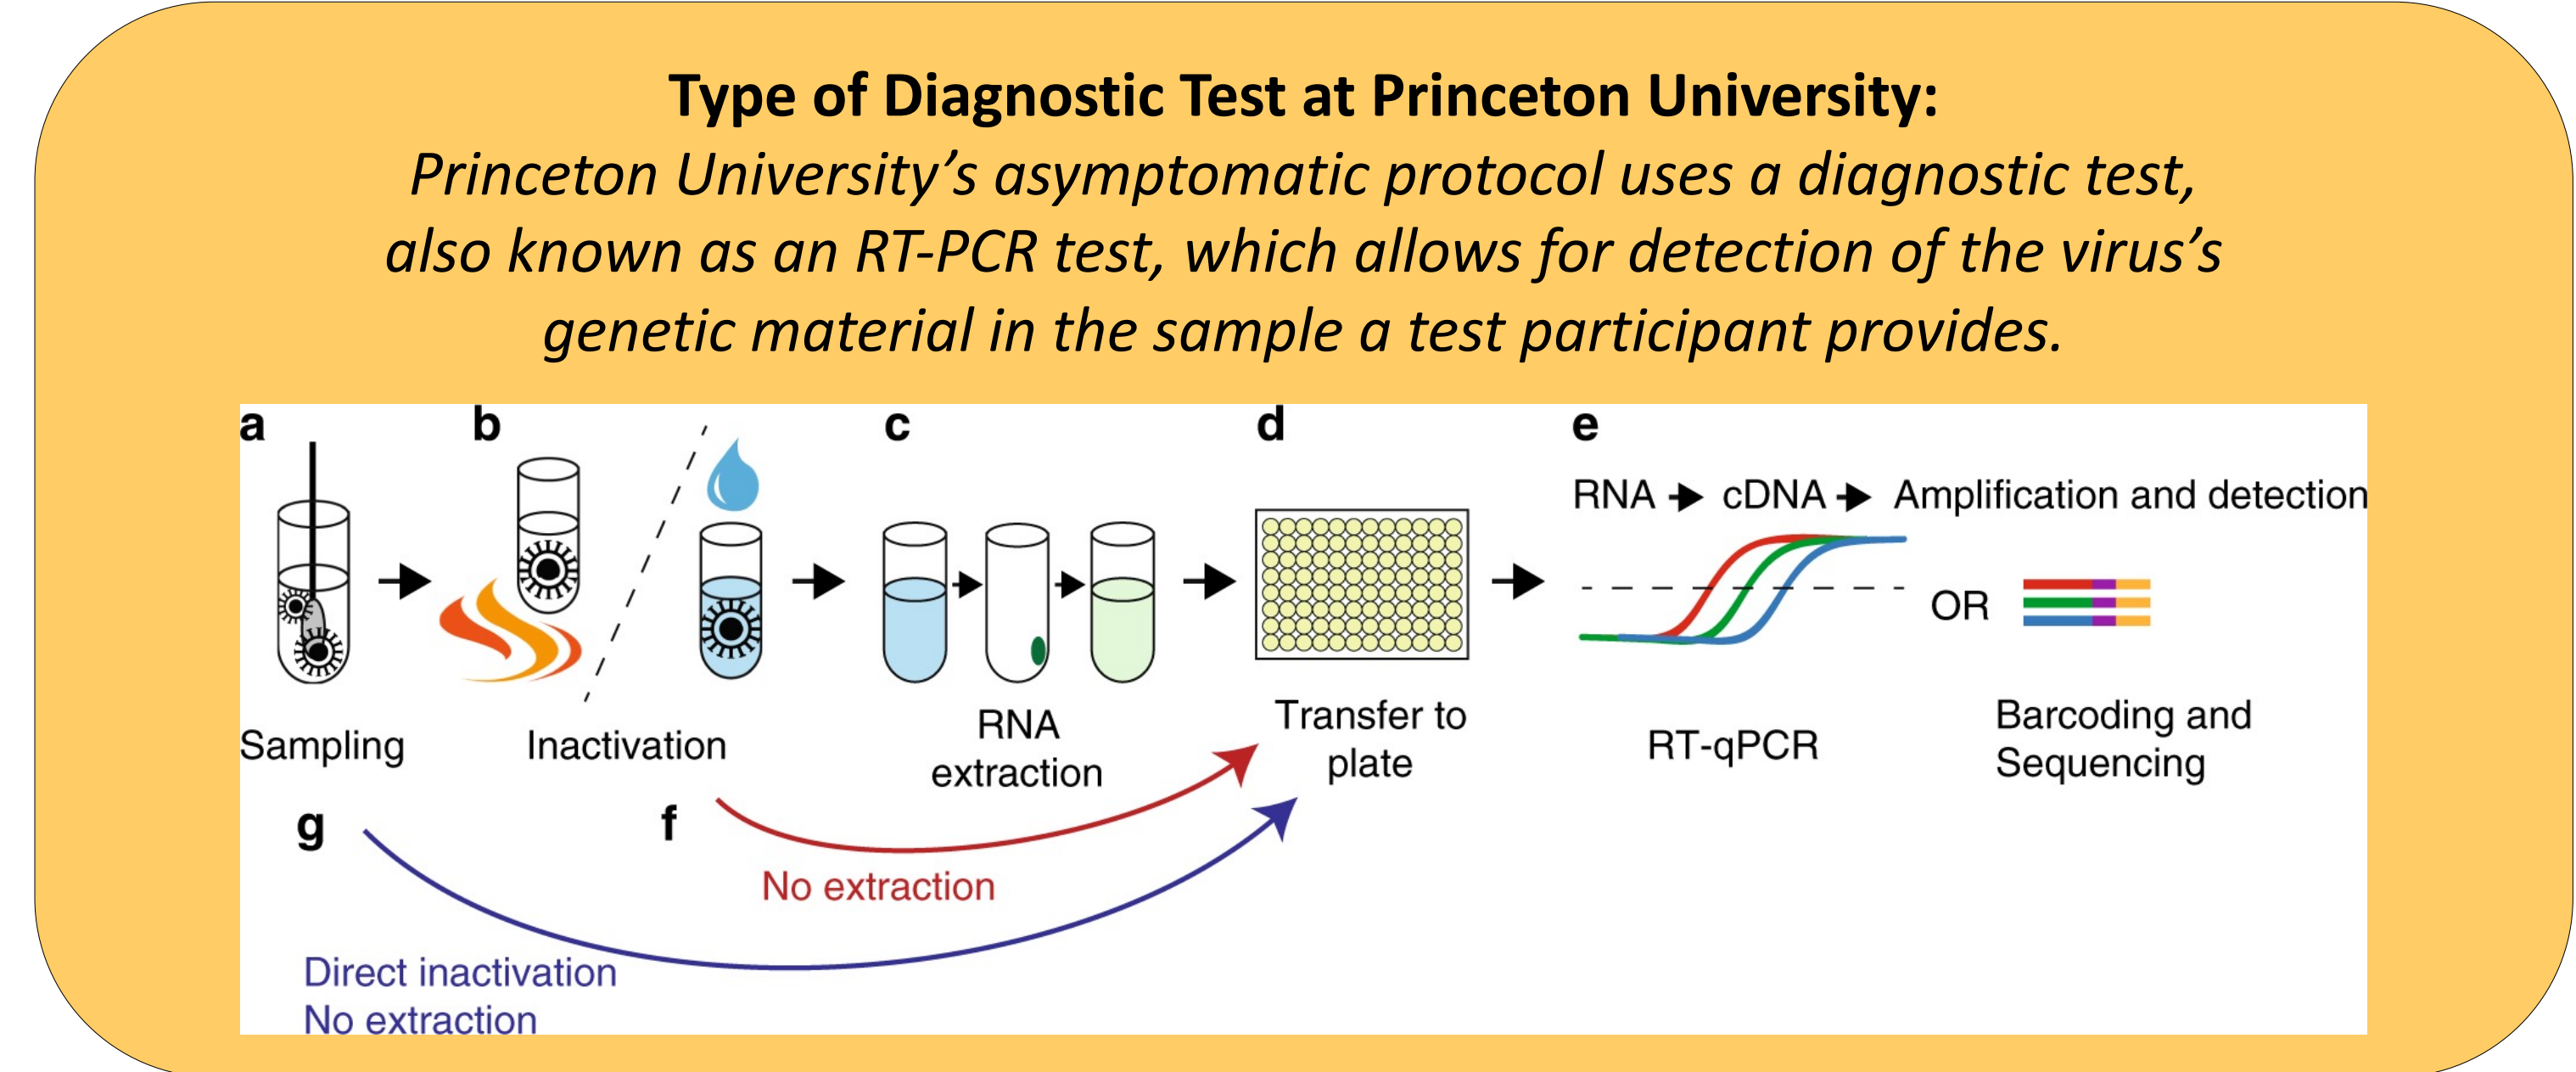 Type of Diagnostic Test at Princeton University:
Princeton University’s asymptomatic protocol uses a diagnostic test,
also known as an RT-PCR test, which allows for detection of the virus’s
genetic material in the sample a test participant provides.
a
b
c
d
e
RNA
cDNA
Amplification and detection
OR
Sampling
Inactivation
RNA
extraction
Transfer to
plate
RT-qPCR
Barcoding and
Sequencing
g
f
No extraction
Direct inactivation
No extraction